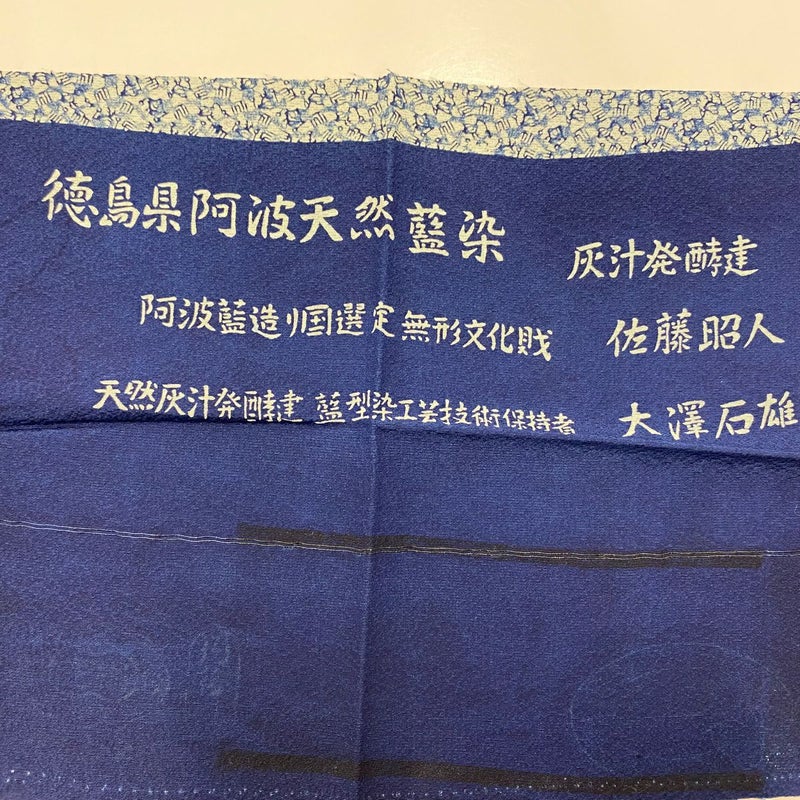 徳島県阿波天然藍染 灰汁発酵建
阿波藍造り国選定無形文化財 佐藤昭人
天然灰汁発酵建 藍型染工芸技術保持者 大澤石雄